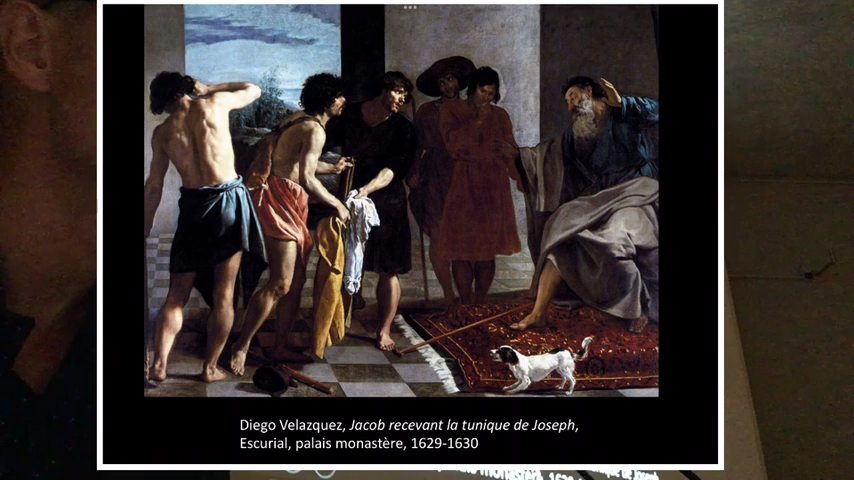 Diego Velazquez, Jacob recevant la tunique de Joseph,
Escurial, palais monastère, 1629-1630